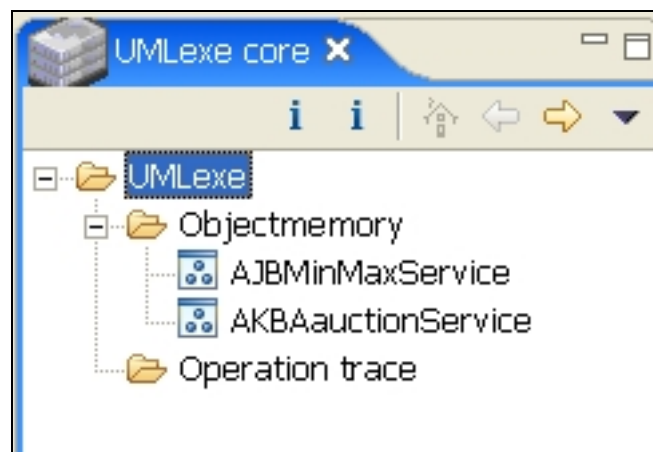 UMLexe core
i i
UMLexe
Objectmemory
AJBMinMaxService
AKBAauctionService
Operation trace